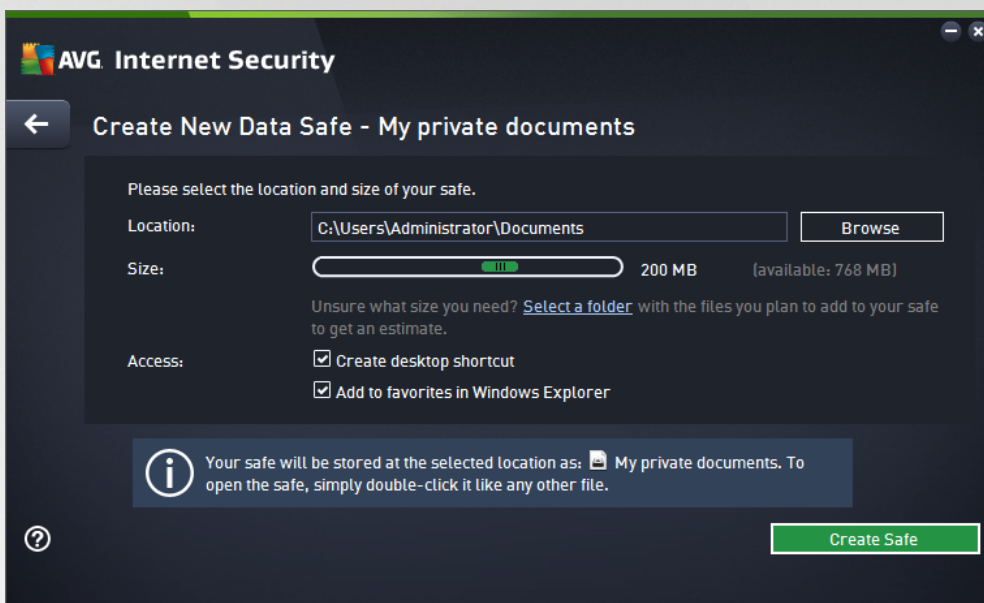 AVG Internet Security
Create New Data Safe - My private documents
Please select the location and size of your safe.
Location:
C:\Users\Administrator\Documents
Browse
Size:
200 MB
(available: 768 MB)
Unsure what size you need? Select a folder with the files you plan to add to your safe
to get an estimate.
Access:
Create desktop shortcut
Add to favorites in Windows Explorer
Your safe will be stored at the selected location as: My private documents. To
open the safe, simply double-click it like any other file.
Create Safe